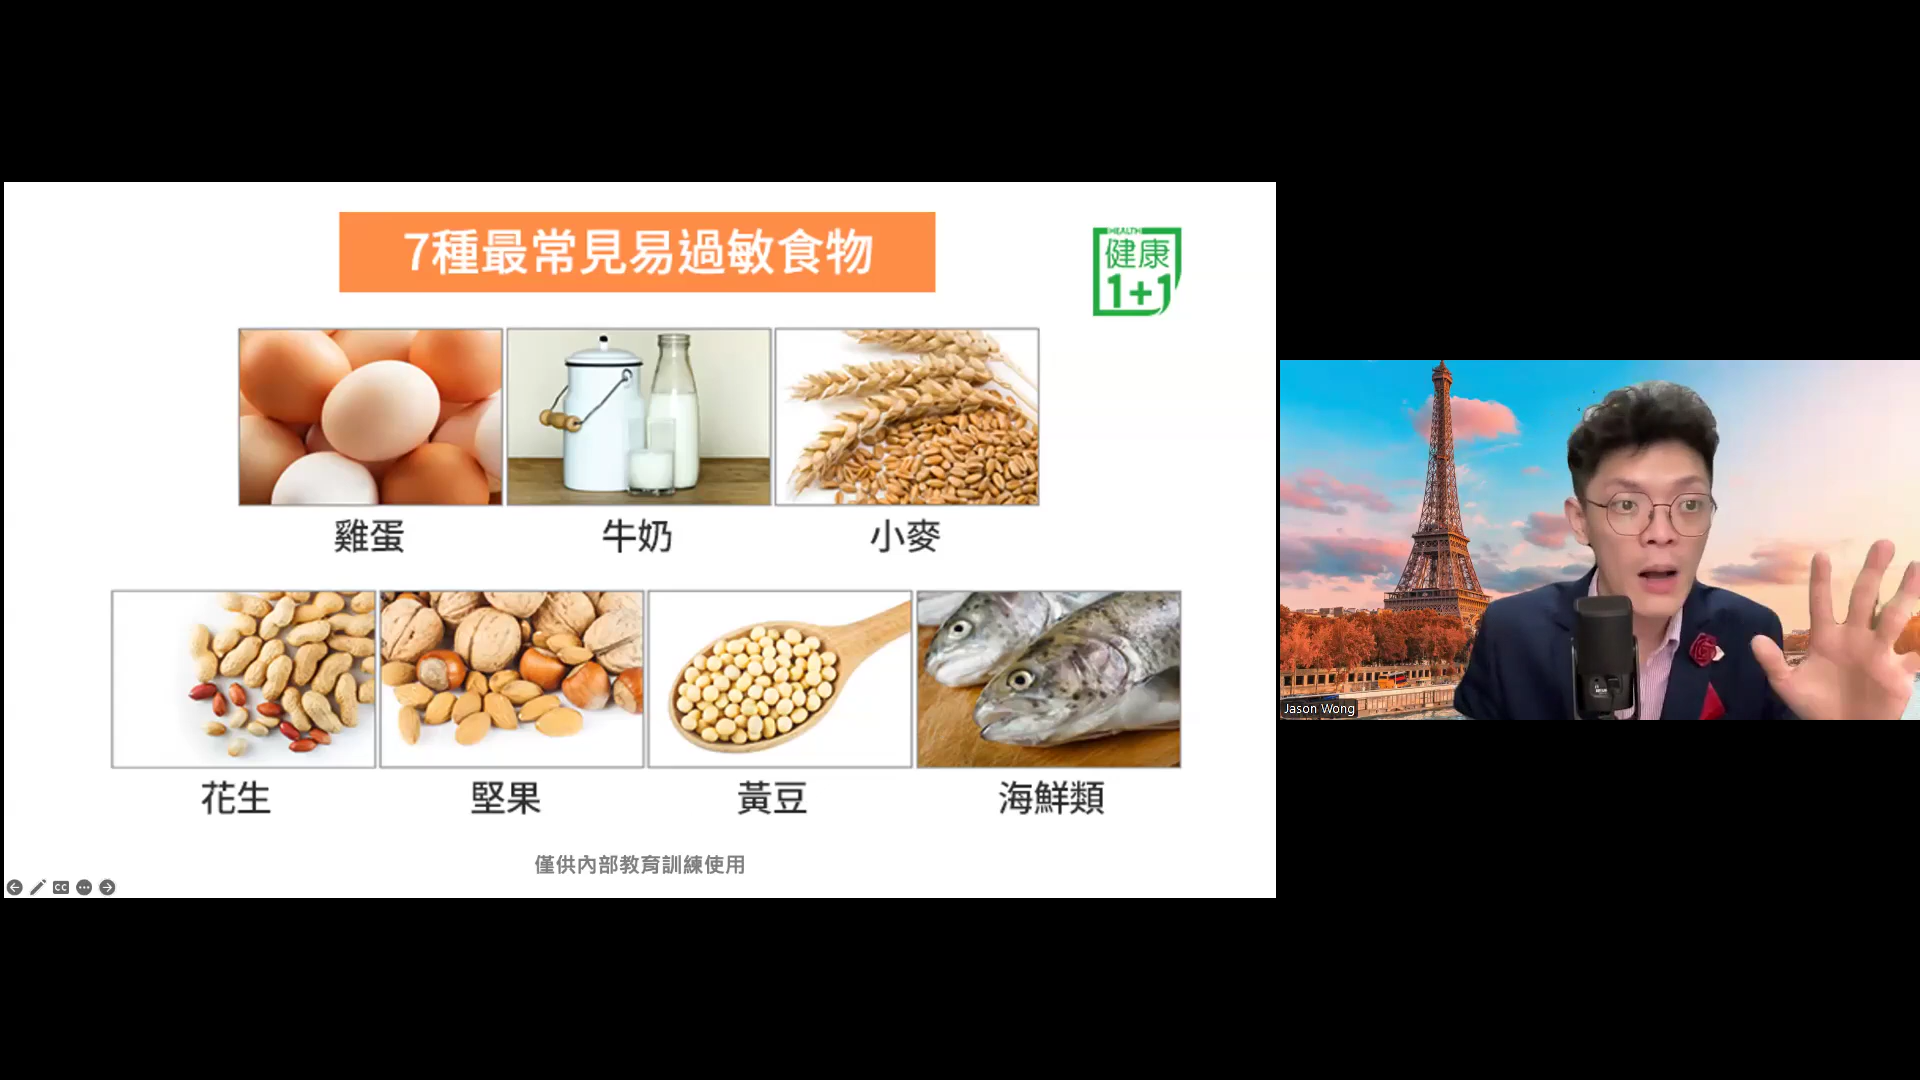 7種最常見易過敏食物
HEALTH
健康
1+1
雞蛋
牛奶
小麥
花生
堅果
黃豆
海鮮類
僅供內部教育訓練使用
CC
Jason Wong